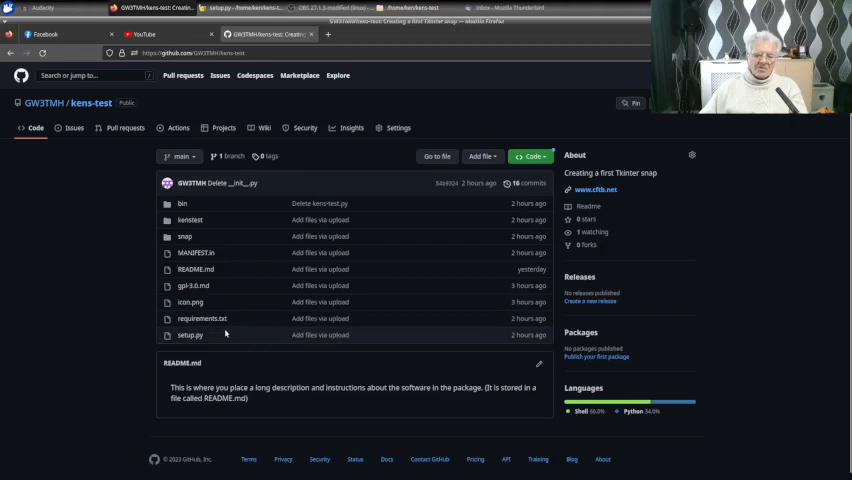 Audacity
GW3TMH/kens-test: Creatin
setup.py - /home/ken/kens-t...
OBS 27.1.3-modified (linux) -
/home/ken/kens-test
Inbox - Mozilla Thunderbird
GW3TMH/kens-test: Creating a first Tkinter snap — Mozilla Firefox
Facebook
YouTube
GW3TMH/kens-test: Creatin
https://github.com/GW3TMH/kens-test
Search or jump to...
/
Pull requests
Issues
Codespaces
Marketplace
Explore
GW3TMH / kens-test
Public
Pin
Code
Issues
Pull requests
Actions
Projects
Wiki
Security
Insights
Settings
main
1 branch
0 tags
Go to file
Add file
Code
About
Creating a first Tkinter snap
www.cftb.net
Readme
0 stars
1 watching
0 forks
GW3TMH Delete __init__.py
2 hours ago
16 commits
bin
Delete kens-test.py
2 hours ago
kenstest
Add files via upload
2 hours ago
snap
Add files via upload
2 hours ago
MANIFEST.in
Add files via upload
2 hours ago
README.md
Add files via upload
yesterday
gpl-3.0.md
Add files via upload
3 hours ago
icon.png
Add files via upload
3 hours ago
requirements.txt
Add files via upload
2 hours ago
setup.py
Add files via upload
2 hours ago
Releases
No releases published
Create a new release
Packages
No packages published
Publish your first package
Languages
Shell 66.0%
Python 34.0%
README.md
This is where you place a long description and instructions about the software in the package. (It is stored in a
file called README.md)
© 2023 GitHub, Inc.
Terms
Privacy
Security
Status
Docs
Contact GitHub
Pricing
API
Training
Blog
About